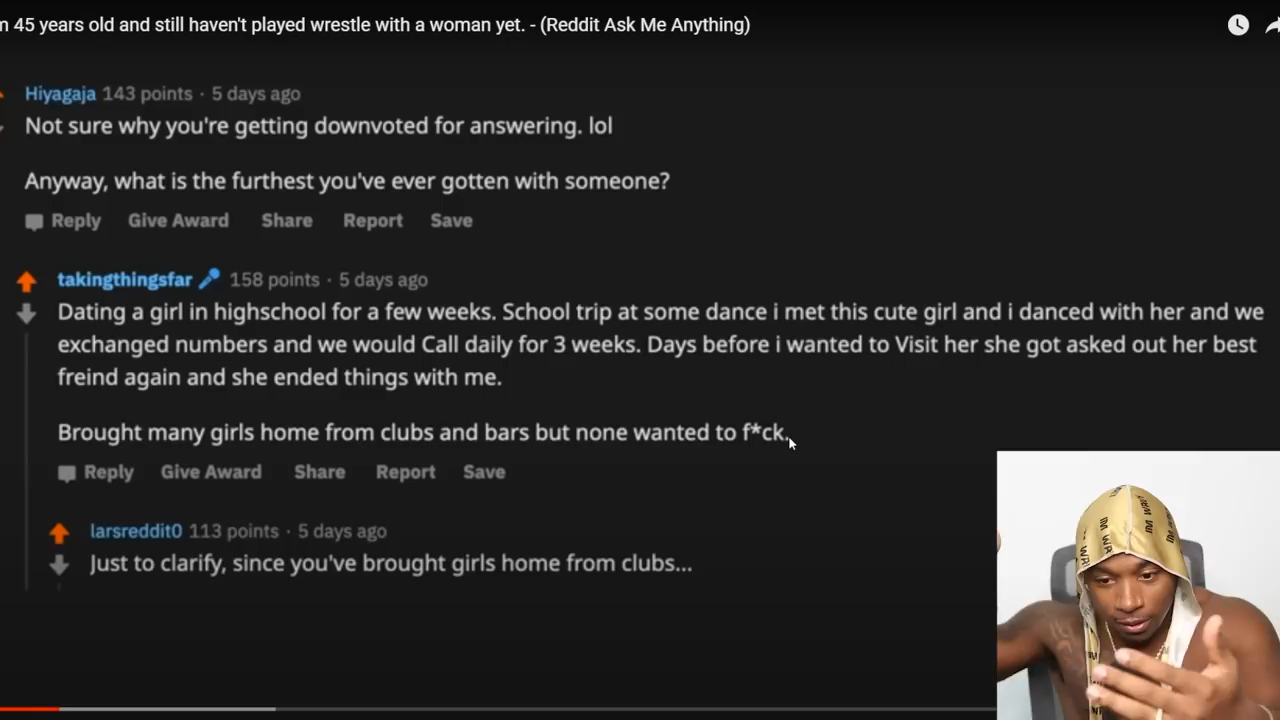 m 45 years old and still haven't played wrestle with a woman yet. - (Reddit Ask Me Anything)
Hiyagaja 143 points · 5 days ago
Not sure why you're getting downvoted for answering. lol
Anyway, what is the furthest you've ever gotten with someone?
Reply Give Award Share Report Save
takingthingsfar 158 points · 5 days ago
Dating a girl in highschool for a few weeks. School trip at some dance i met this cute girl and i danced with her and we
exchanged numbers and we would Call daily for 3 weeks. Days before i wanted to Visit her she got asked out her best
freind again and she ended things with me.
Brought many girls home from clubs and bars but none wanted to f*ck.
Reply Give Award Share Report Save
larsreddit0 113 points · 5 days ago
Just to clarify, since you've brought girls home from clubs...